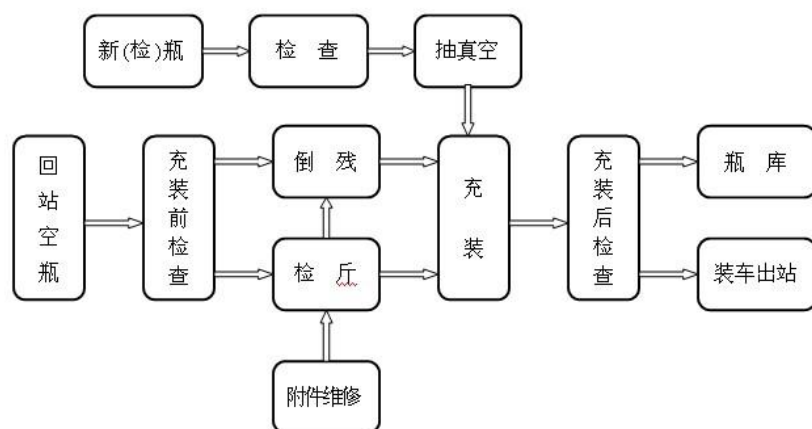 新(检)瓶
检 查
抽真空
回站空瓶
充装前检查
倒 残
检 斤
附件维修
充装
充装后检查
瓶 库
装车出站